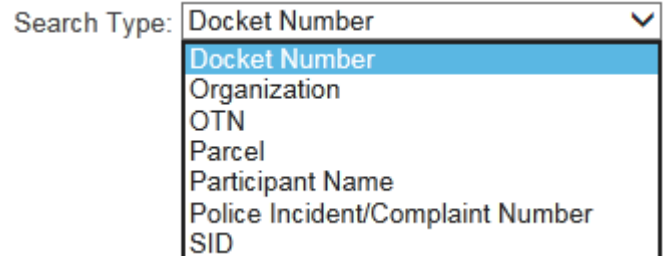 Search Type: Docket Number
Docket Number
Organization
OTN
Parcel
Participant Name
Police Incident/Complaint Number
SID